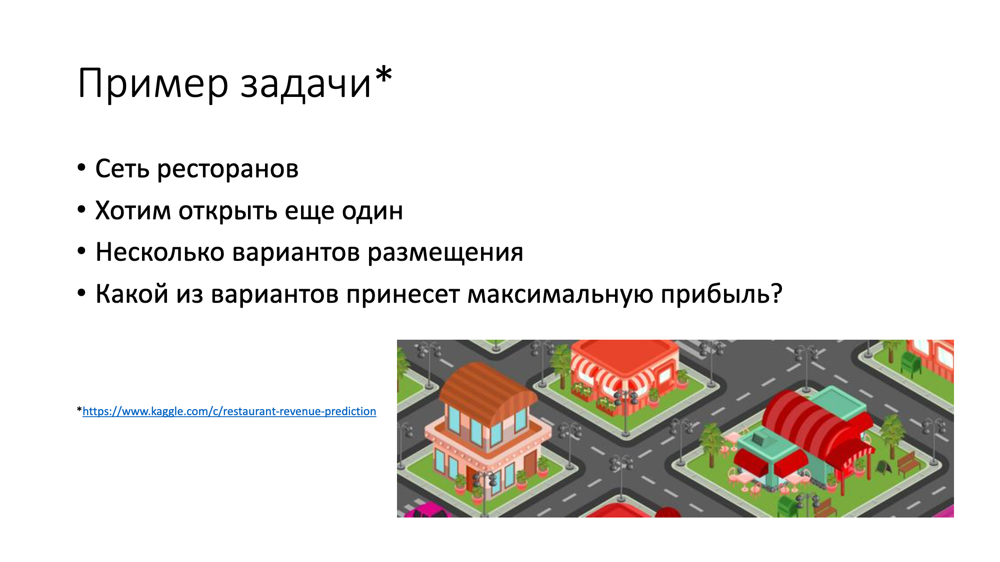 Пример задачи*
• Сеть ресторанов
• Хотим открыть еще один
• Несколько вариантов размещения
• Какой из вариантов принесет максимальную прибыль?
*https://www.kaggle.com/c/restaurant-revenue-prediction